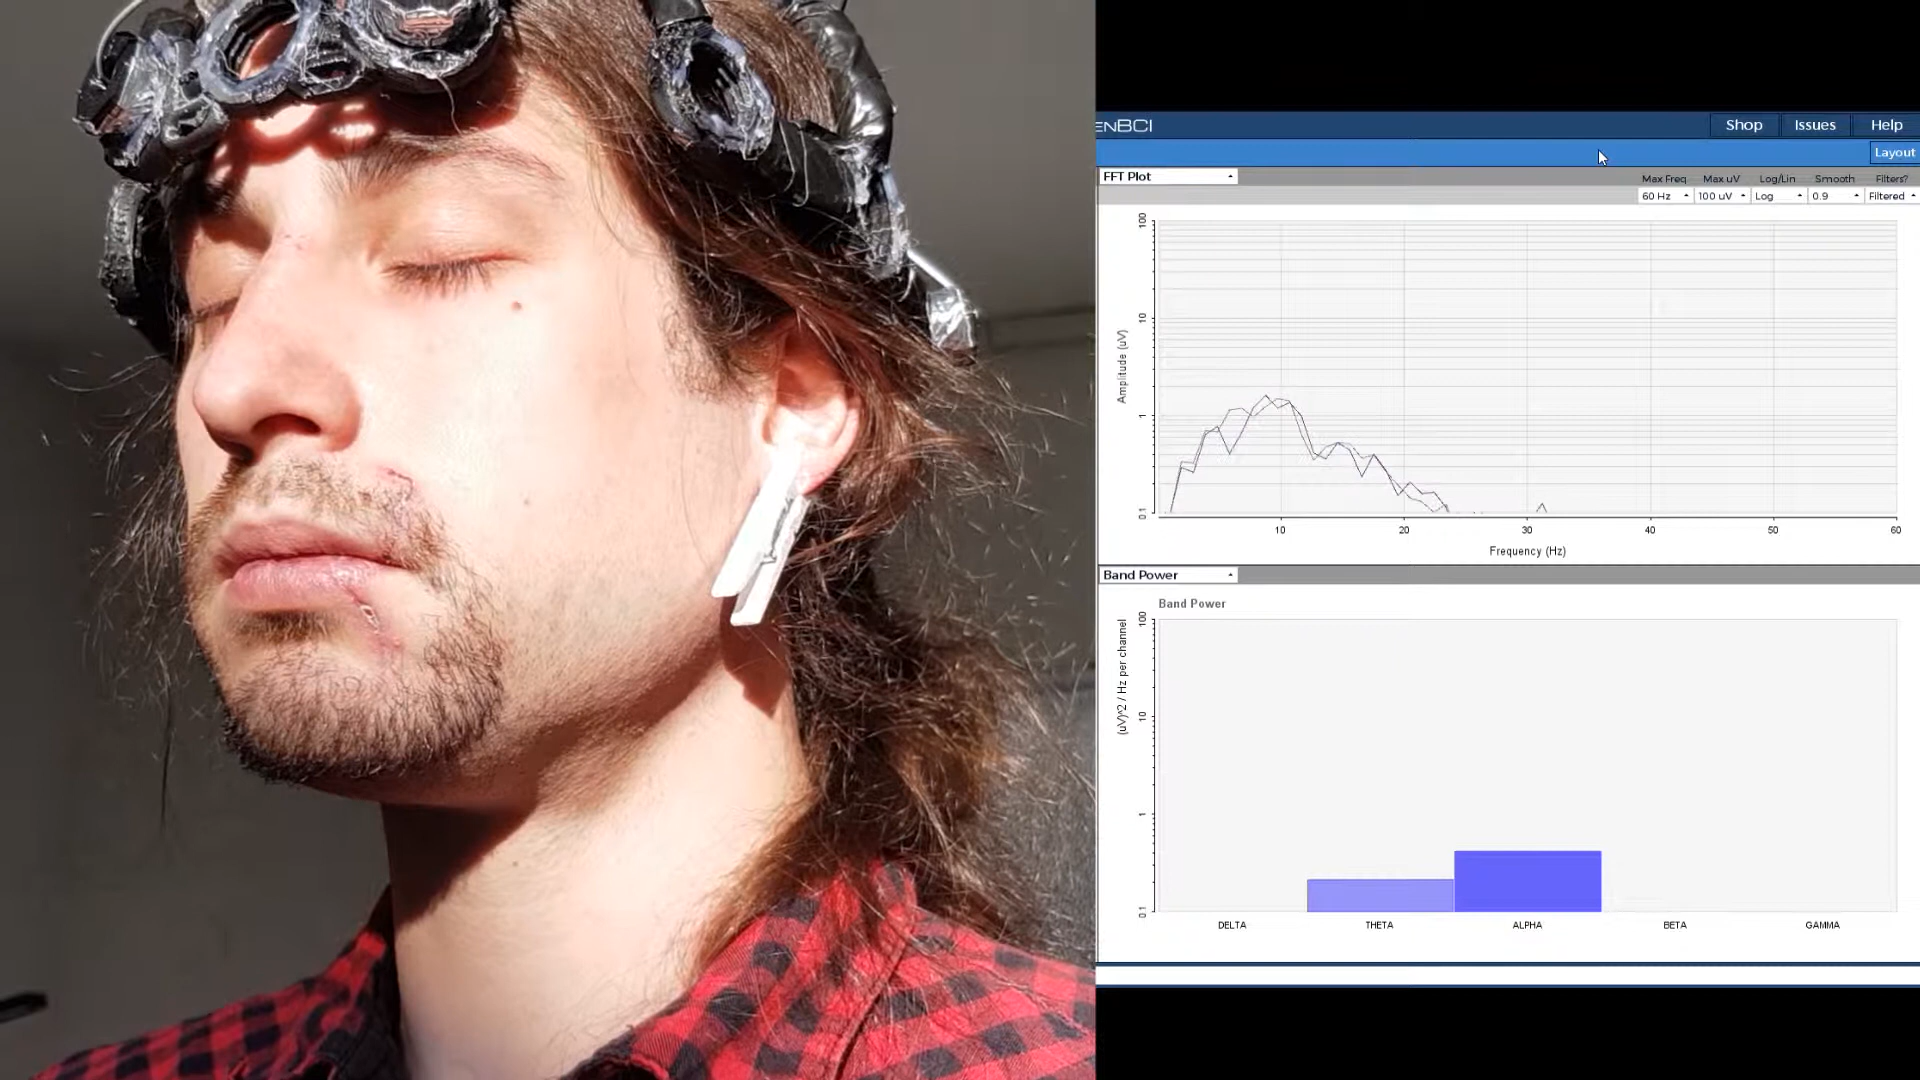 ENBCI
Shop Issues Help
Layout
FFT Plot
Max Freq Max uV Log/Lin Smooth Filters?
60 Hz 100 uV Log 0.9 Filtered
Amplitude (uV)
100
10
1
0.1
10 20 30 40 50 60
Frequency (Hz)
Band Power
Band Power
(uV)^2 / Hz per channel
100
10
1
0.1
DELTA THETA ALPHA BETA GAMMA